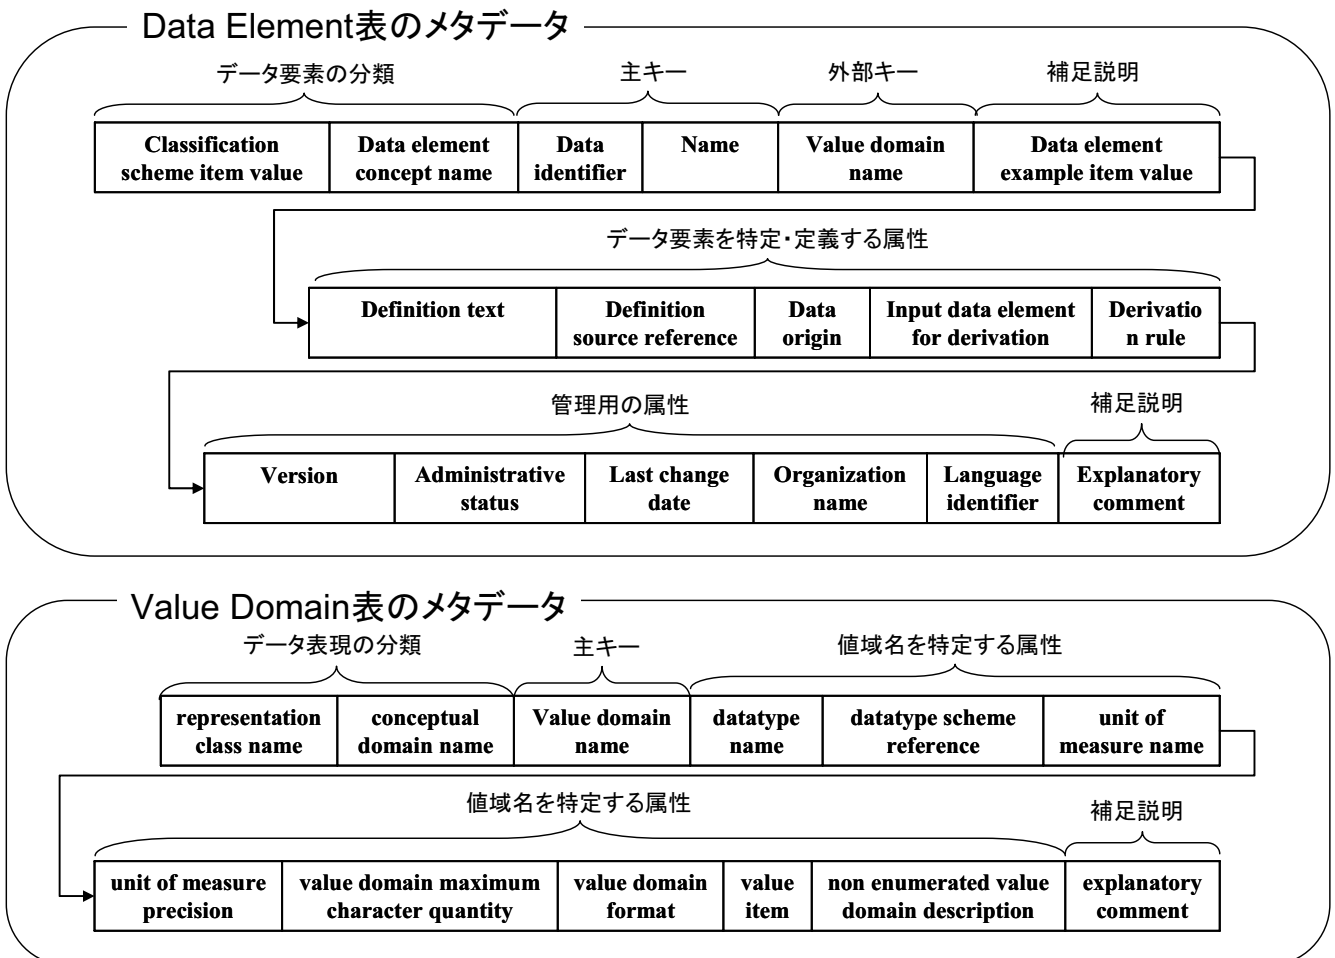 Data Element表のメタデータ
データ要素の分類 主キー 外部キー 補足説明
Classification scheme item value
Data element concept name
Data identifier
Name
Value domain name
Data element example item value
データ要素を特定・定義する属性
Definition text
Definition source reference
Data origin
Input data element for derivation
Derivatio
n rule
管理用の属性 補足説明
Version
Administrative status
Last change date
Organization name
Language identifier
Explanatory comment
Value Domain表のメタデータ
データ表現の分類 主キー 値域名を特定する属性
representation class name
conceptual domain name
Value domain name
datatype name
datatype scheme reference
unit of measure name
値域名を特定する属性 補足説明
unit of measure precision
value domain maximum character quantity
value domain format
value item
non enumerated value domain description
explanatory comment